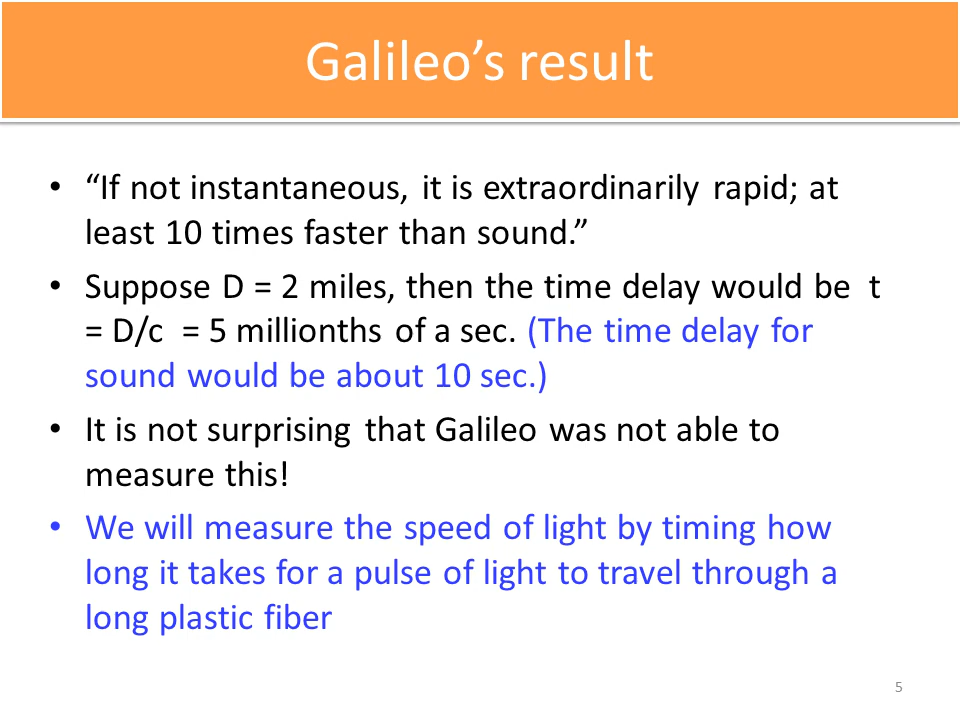 Galileo’s result
• “If not instantaneous, it is extraordinarily rapid; at
least 10 times faster than sound.”
• Suppose D = 2 miles, then the time delay would be  t
= D/c  = 5 millionths of a sec. (The time delay for
sound would be about 10 sec.)
• It is not surprising that Galileo was not able to
measure this!
• We will measure the speed of light by timing how
long it takes for a pulse of light to travel through a
long plastic fiber
5